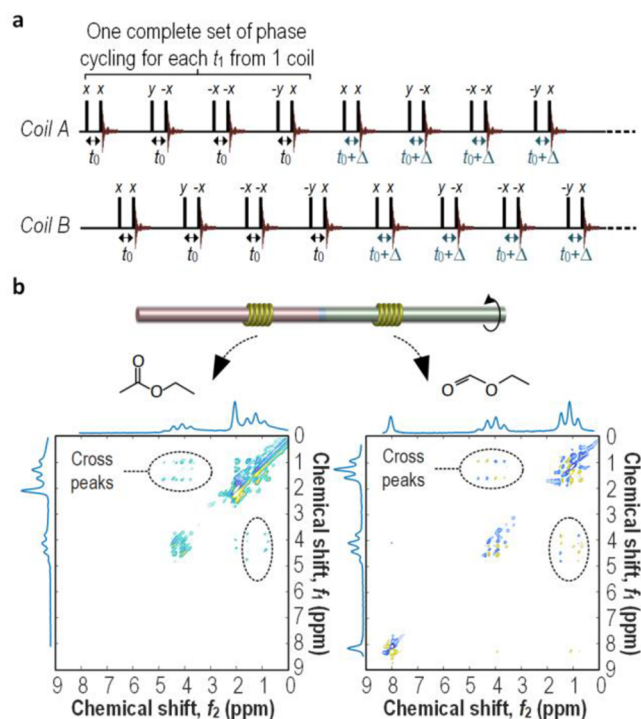 a
One complete set of phase
cycling for each t₁ from 1 coil
x x y -x -x -x -y x x x y -x -x -x -y x
Coil A
t₀ t₀ t₀ t₀ t₀+Δ t₀+Δ t₀+Δ t₀+Δ
x x y -x -x -x -y x x x y -x -x -x -y x
Coil B
t₀ t₀ t₀ t₀ t₀+Δ t₀+Δ t₀+Δ t₀+Δ
b
O
O
O
O
Cross
peaks
0
1
2
3
4
5
6
7
8
9
Chemical shift, f₁ (ppm)
9 8 7 6 5 4 3 2 1 0
Chemical shift, f₂ (ppm)
Cross
peaks
0
1
2
3
4
5
6
7
8
9
Chemical shift, f₁ (ppm)
9 8 7 6 5 4 3 2 1 0
Chemical shift, f₂ (ppm)